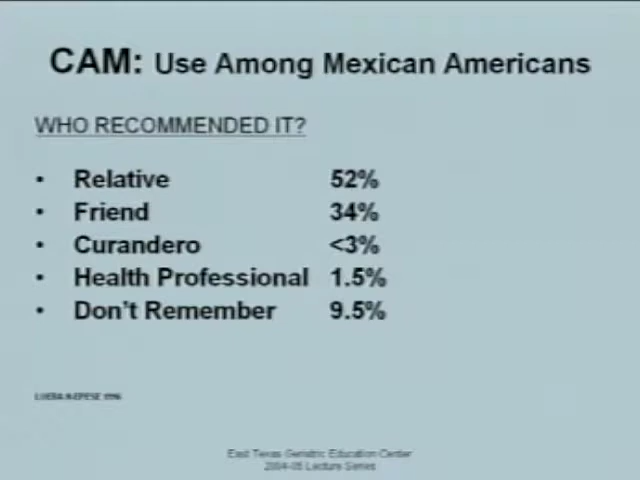 CAM: Use Among Mexican Americans
WHO RECOMMENDED IT?
• Relative 52%
• Friend 34%
• Curandero <3%
• Health Professional 1.5%
• Don't Remember 9.5%
1996
East Texas Geriatric Education Center
2004-05 Lecture Series